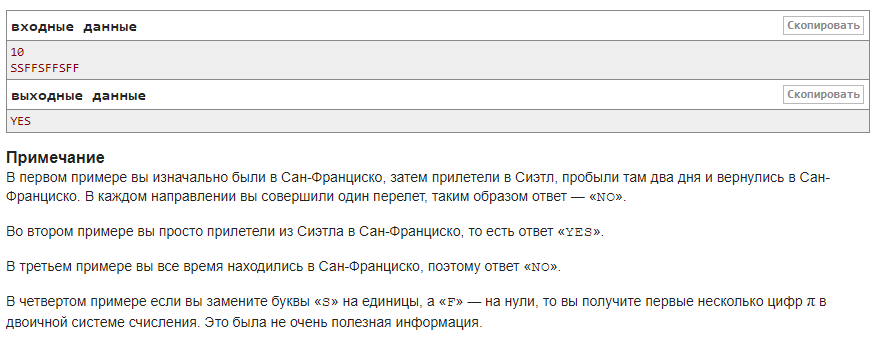 входные данные
Скопировать
10
SSFFSFFSFF
выходные данные
Скопировать
YES
Примечание
В первом примере вы изначально были в Сан-Франциско, затем прилетели в Сиэтл, пробыли там два дня и вернулись в Сан-
Франциско. В каждом направлении вы совершили один перелет, таким образом ответ — «NO».
Во втором примере вы просто прилетели из Сиэтла в Сан-Франциско, то есть ответ «YES».
В третьем примере вы все время находились в Сан-Франциско, поэтому ответ «NO».
В четвертом примере если вы замените буквы «S» на единицы, а «F» — на нули, то вы получите первые несколько цифр π в
двоичной системе счисления. Это была не очень полезная информация.